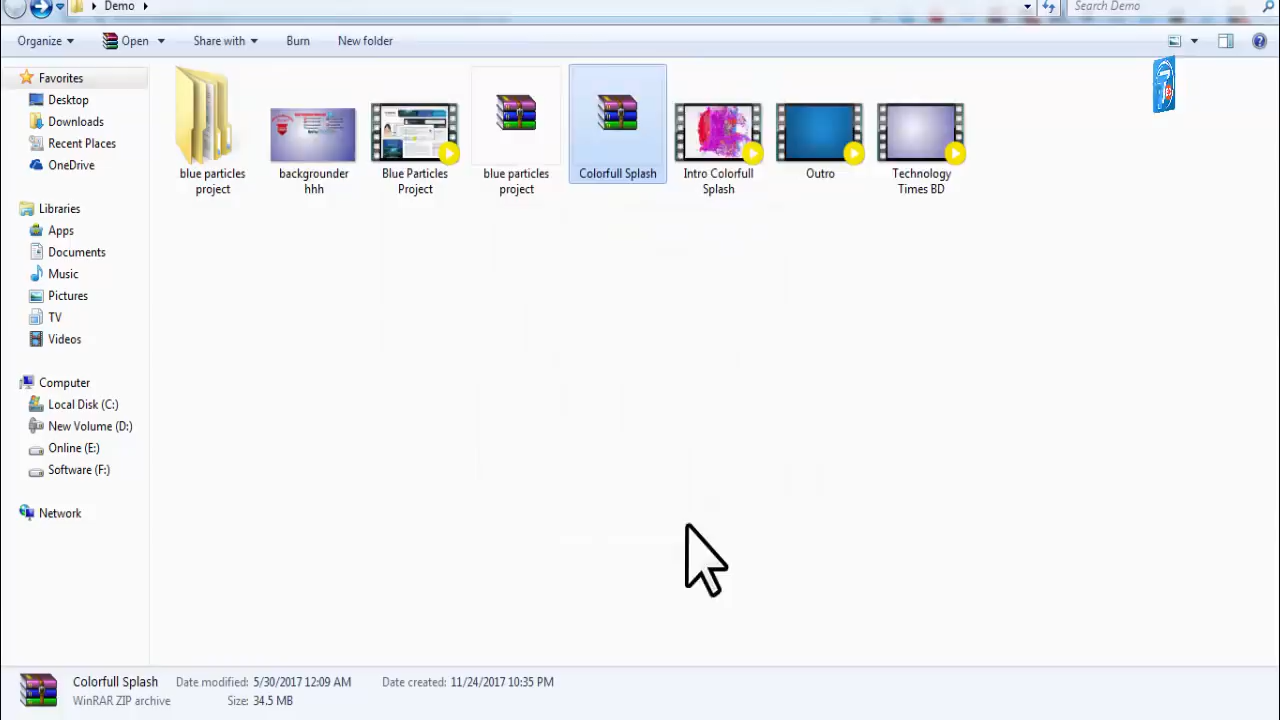 Demo
Search Demo
Organize
Open
Share with
Burn
New folder
Favorites
Desktop
Downloads
Recent Places
OneDrive
Libraries
Apps
Documents
Music
Pictures
TV
Videos
Computer
Local Disk (C:)
New Volume (D:)
Online (E:)
Software (F:)
Network
blue particles
project
backgrounder
hhh
Blue Particles
Project
blue particles
project
Colorfull Splash
Intro Colorfull
Splash
Outro
Technology
Times BD
Colorfull Splash
Date modified: 5/30/2017 12:09 AM
Date created: 11/24/2017 10:35 PM
WinRAR ZIP archive
Size: 34.5 MB